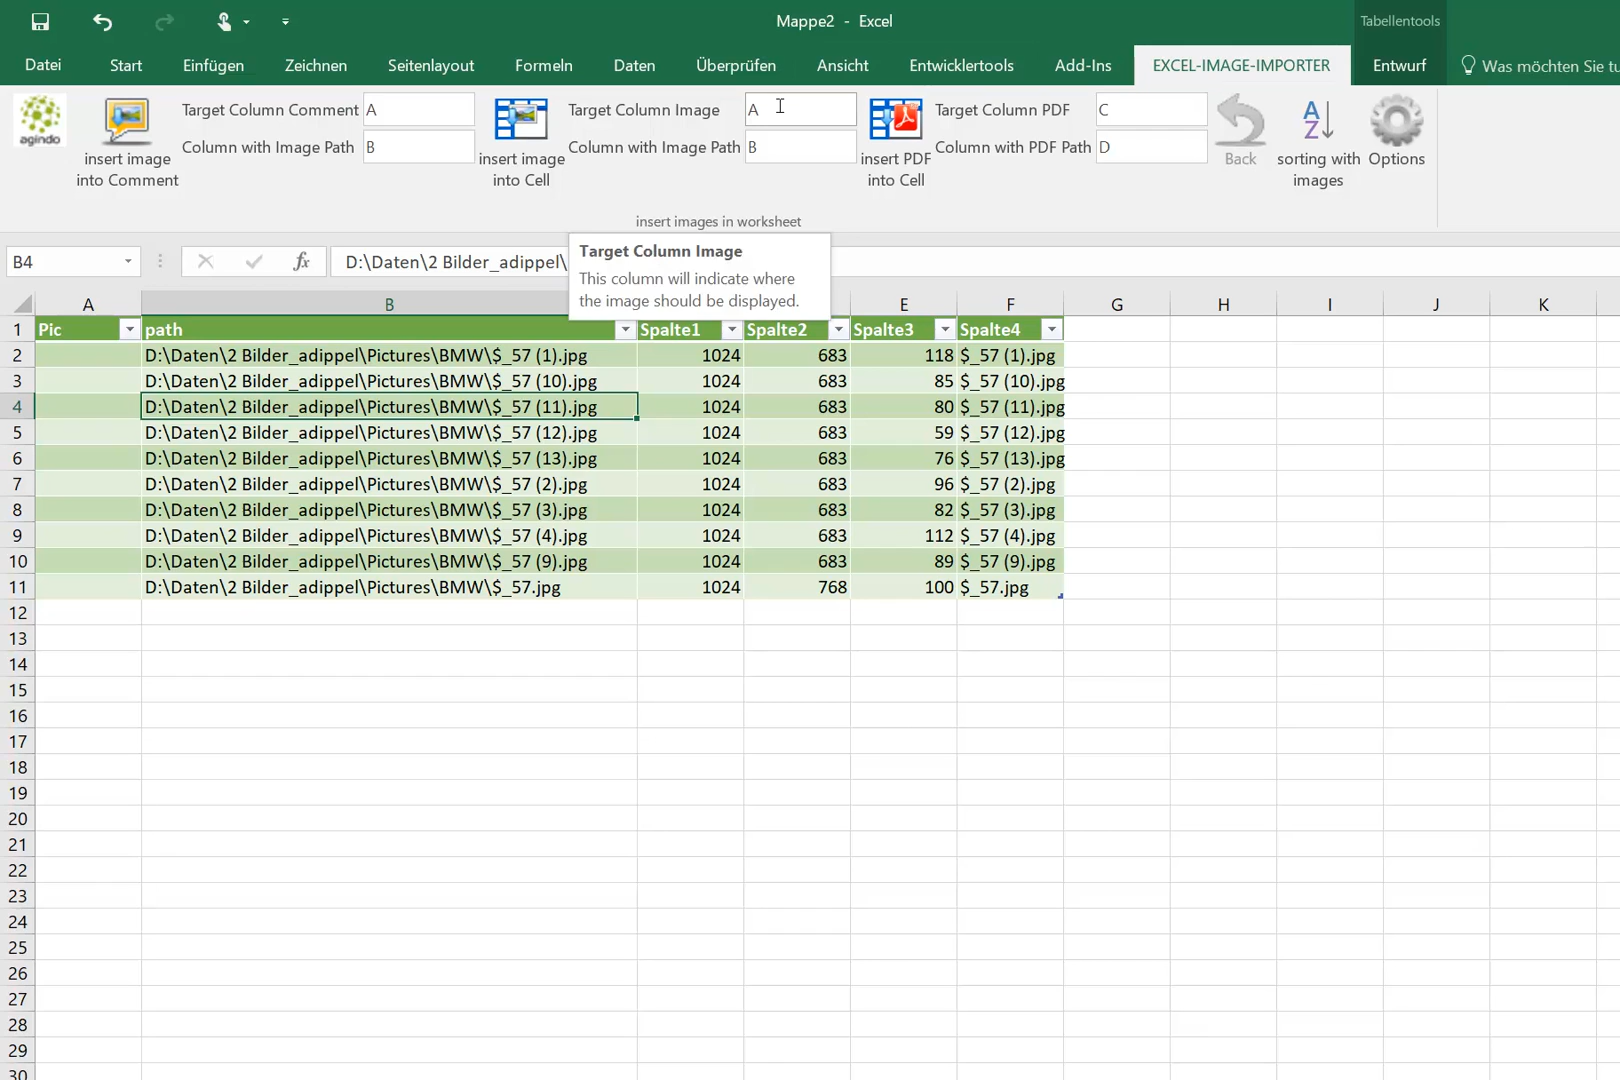 Mappe2 - Excel
Tabellentools
Datei Start Einfügen Zeichnen Seitenlayout Formeln Daten Überprüfen Ansicht Entwicklertools Add-Ins EXCEL-IMAGE-IMPORTER Entwurf Was möchten Sie tu
agindo
insert image
into Comment
Target Column Comment A
Column with Image Path B
insert image
into Cell
Target Column Image A
Column with Image Path B
insert PDF
into Cell
Target Column PDF C
Column with PDF Path D
Back
sorting with
images
Options
insert images in worksheet
B4 fx D:\Daten\2 Bilder_adippel\
Target Column Image
This column will indicate where
the image should be displayed.
A B E F G H I J K
1 Pic path Spalte1 Spalte2 Spalte3 Spalte4
2 D:\Daten\2 Bilder_adippel\Pictures\BMW\$_57 (1).jpg 1024 683 118 $_57 (1).jpg
3 D:\Daten\2 Bilder_adippel\Pictures\BMW\$_57 (10).jpg 1024 683 85 $_57 (10).jpg
4 D:\Daten\2 Bilder_adippel\Pictures\BMW\$_57 (11).jpg 1024 683 80 $_57 (11).jpg
5 D:\Daten\2 Bilder_adippel\Pictures\BMW\$_57 (12).jpg 1024 683 59 $_57 (12).jpg
6 D:\Daten\2 Bilder_adippel\Pictures\BMW\$_57 (13).jpg 1024 683 76 $_57 (13).jpg
7 D:\Daten\2 Bilder_adippel\Pictures\BMW\$_57 (2).jpg 1024 683 96 $_57 (2).jpg
8 D:\Daten\2 Bilder_adippel\Pictures\BMW\$_57 (3).jpg 1024 683 82 $_57 (3).jpg
9 D:\Daten\2 Bilder_adippel\Pictures\BMW\$_57 (4).jpg 1024 683 112 $_57 (4).jpg
10 D:\Daten\2 Bilder_adippel\Pictures\BMW\$_57 (9).jpg 1024 683 89 $_57 (9).jpg
11 D:\Daten\2 Bilder_adippel\Pictures\BMW\$_57.jpg 1024 768 100 $_57.jpg
12
13
14
15
16
17
18
19
20
21
22
23
24
25
26
27
28
29
30